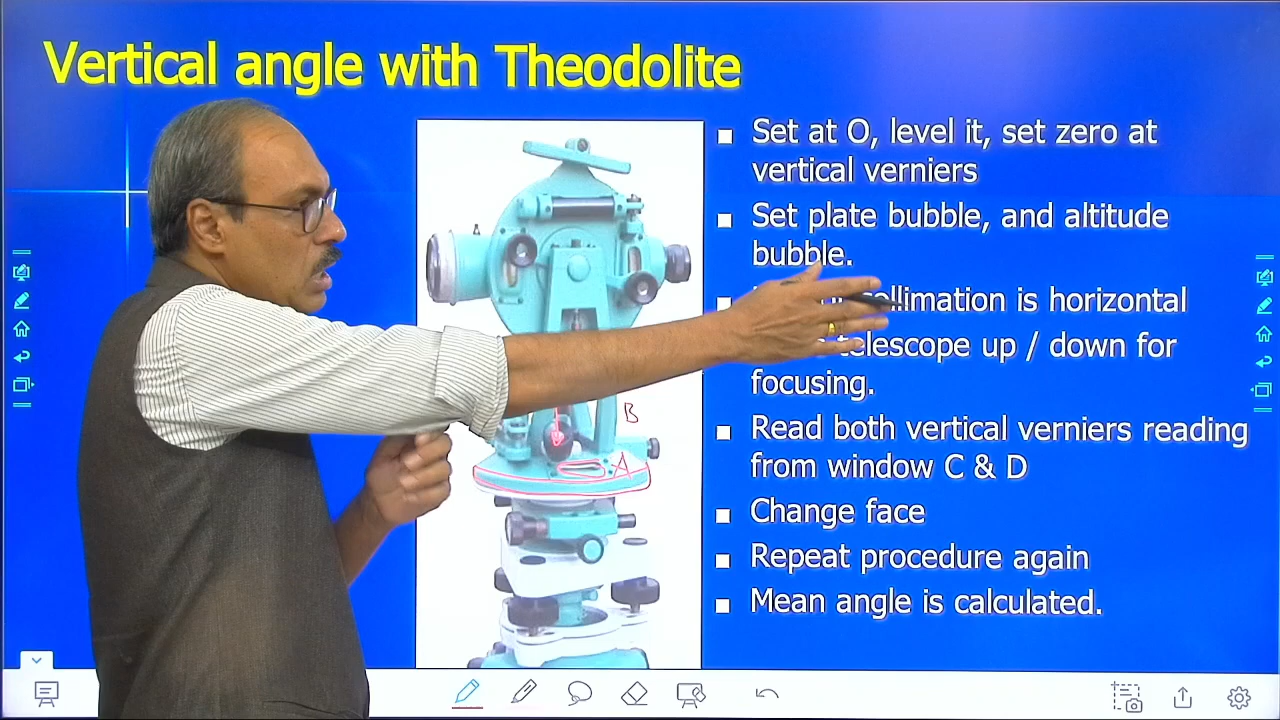 Vertical angle with Theodolite
Set at O, level it, set zero at
vertical verniers
Set plate bubble, and altitude
bubble.
is horizontal
telescope up / down for
focusing.
Read both vertical verniers reading
from window C & D
Change face
Repeat procedure again
Mean angle is calculated.
B
A